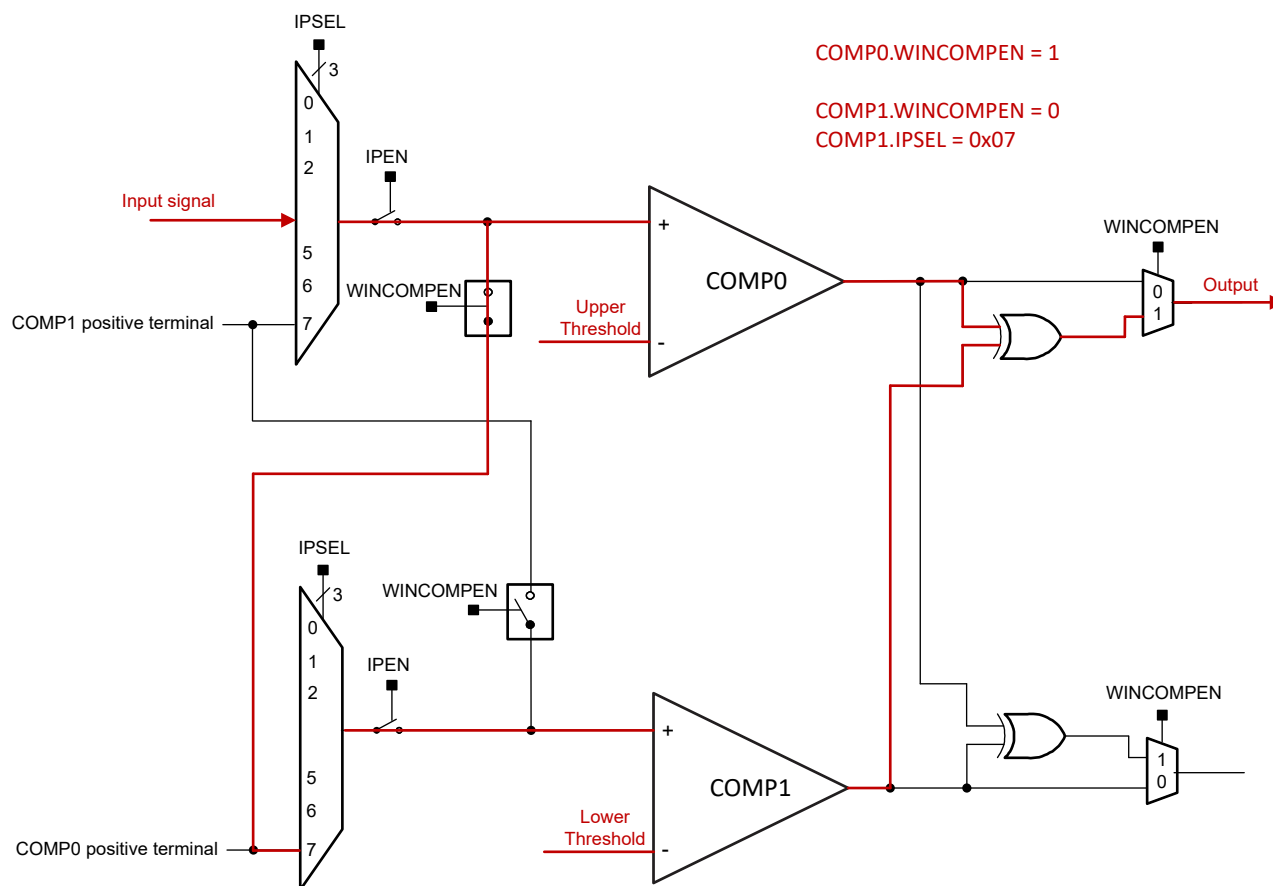 IPSEL
3
0
1
2
5
6
7
Input signal
IPEN
WINCOMPEN
COMP1 positive terminal
+
-
COMP0
Upper
Threshold
COMP0.WINCOMPEN = 1
COMP1.WINCOMPEN = 0
COMP1.IPSEL = 0x07
WINCOMPEN
0
1
Output
IPSEL
3
0
1
2
5
6
7
IPEN
WINCOMPEN
COMP0 positive terminal
+
-
COMP1
Lower
Threshold
WINCOMPEN
1
0